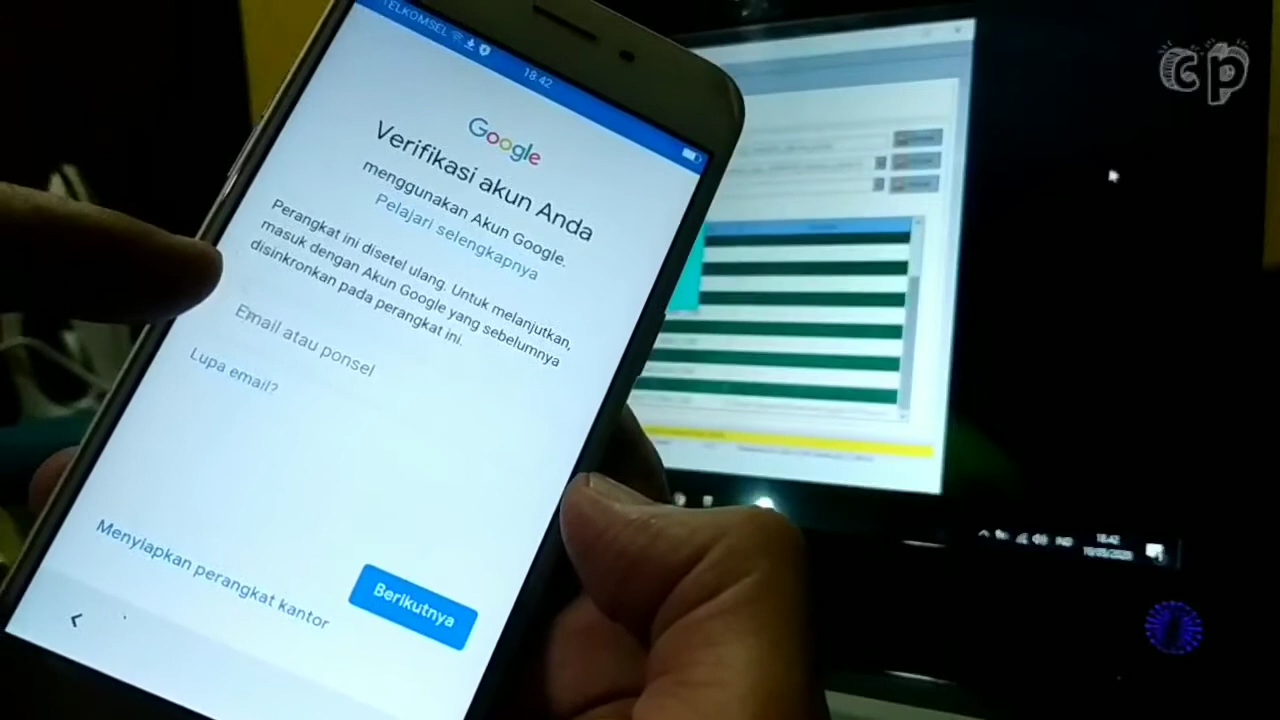 TELKOMSEL
18.42
Google
Verifikasi akun Anda
menggunakan Akun Google.
Pelajari selengkapnya
Perangkat ini disetel ulang. Untuk melanjutkan,
masuk dengan Akun Google yang sebelumnya
disinkronkan pada perangkat ini.
Email atau ponsel
Lupa email?
Menyiapkan perangkat kantor
Berikutnya
cp
18.42